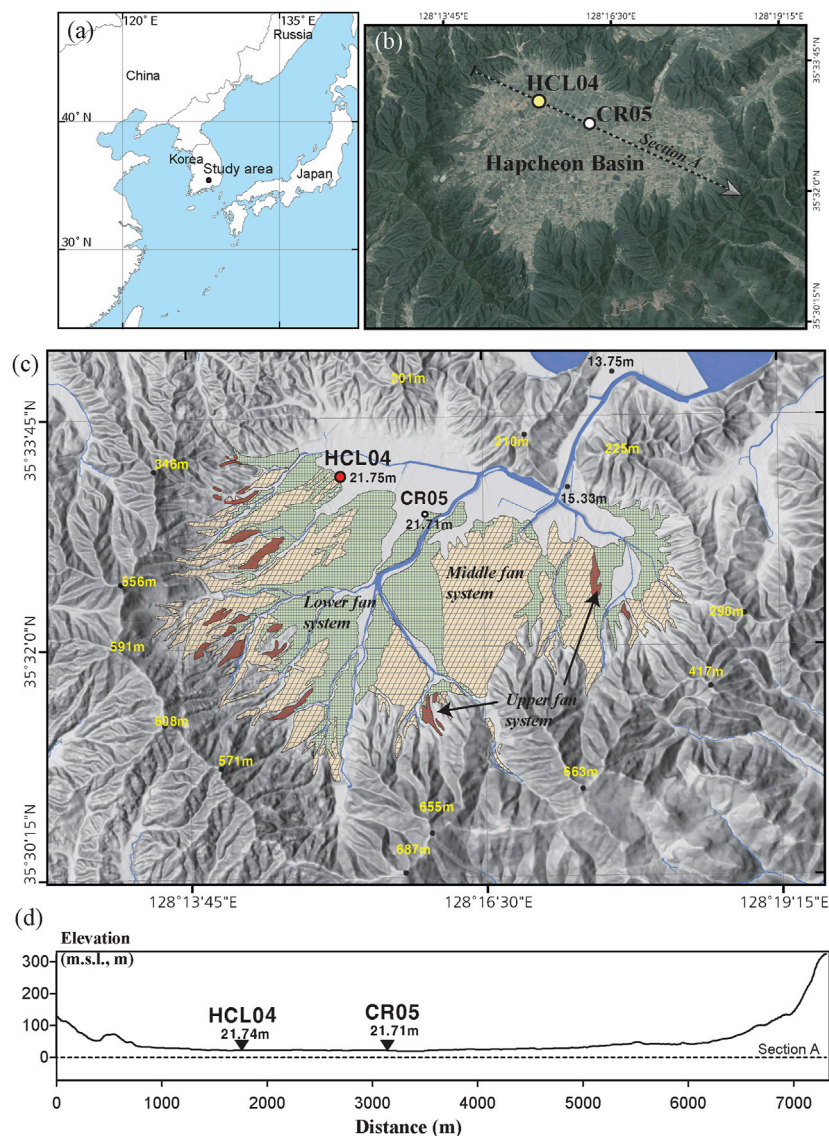 (a)
120° E
135° E
Russia
China
40° N
Korea
Study area
Japan
30° N
(b)
128°13'45"E
128°16'30"E
128°19'15"E
35°33'45"N
35°32'0"N
35°30'15"N
HCL04
CR05
Section A
Hapcheon Basin
(c)
13.75m
201m
35°33'45"N
210m
225m
346m
HCL04
21.75m
CR05
21.71m
15.33m
Middle fan
system
Lower fan
system
290m
591m
35°32'0"N
417m
Upper fan
system
571m
663m
655m
687m
35°30'15"N
128°13'45"E
128°16'30"E
128°19'15"E
(d)
Elevation
(m.s.l., m)
300
200
100
0
HCL04
21.74m
CR05
21.71m
Section A
0
1000
2000
3000
4000
5000
6000
7000
Distance (m)